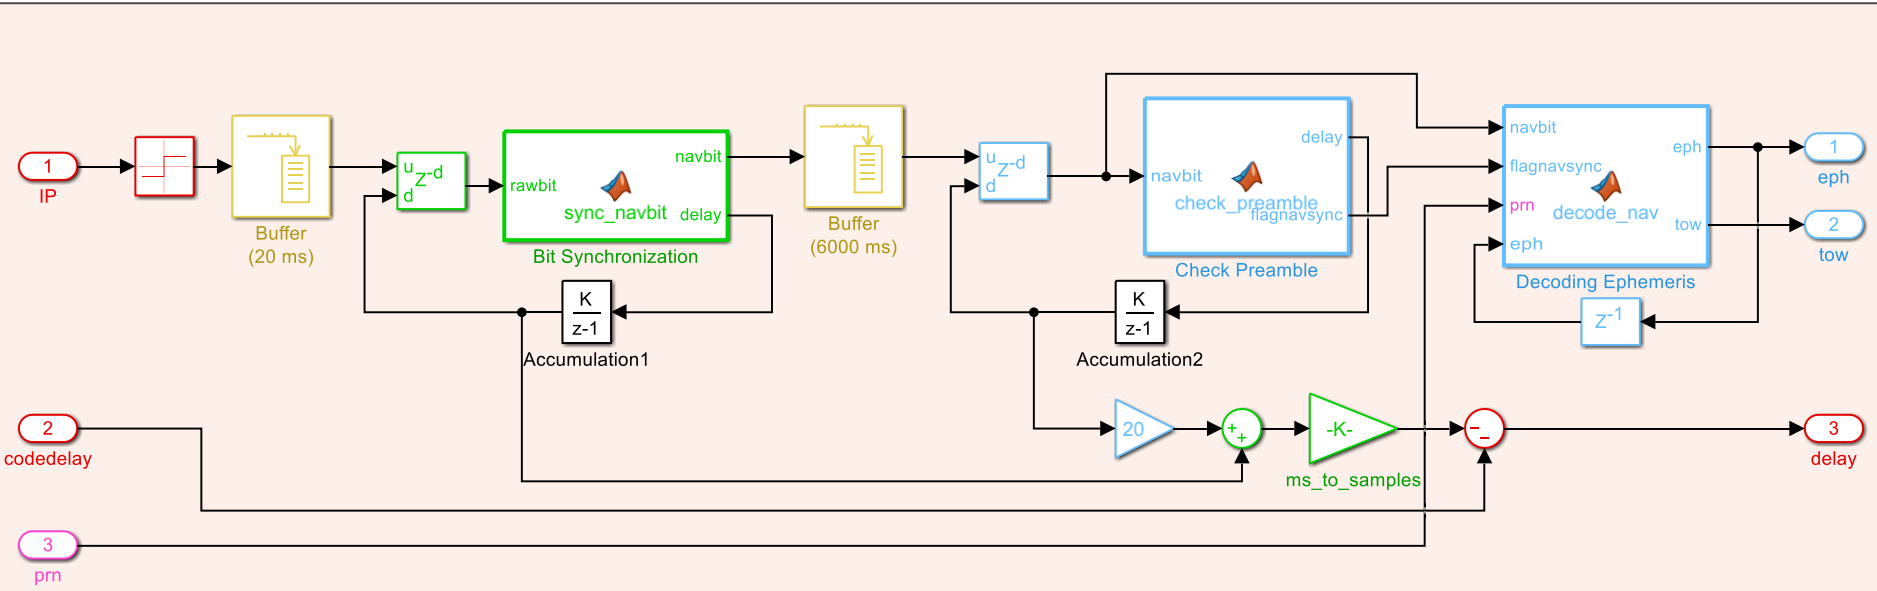 1
IP
Buffer
(20 ms)
u
d
Z-d
rawbit
navbit
sync_navbit
delay
Bit Synchronization
K
z-1
Accumulation1
Buffer
(6000 ms)
u
d
Z-d
navbit
delay
check_preamble
flagnavsync
Check Preamble
K
z-1
Accumulation2
navbit
flagnavsync
prn
eph
eph
decode_nav
tow
Decoding Ephemeris
Z-1
1
eph
2
tow
2
codedelay
20
+
+
-K-
ms_to_samples
−
−
3
delay
3
prn